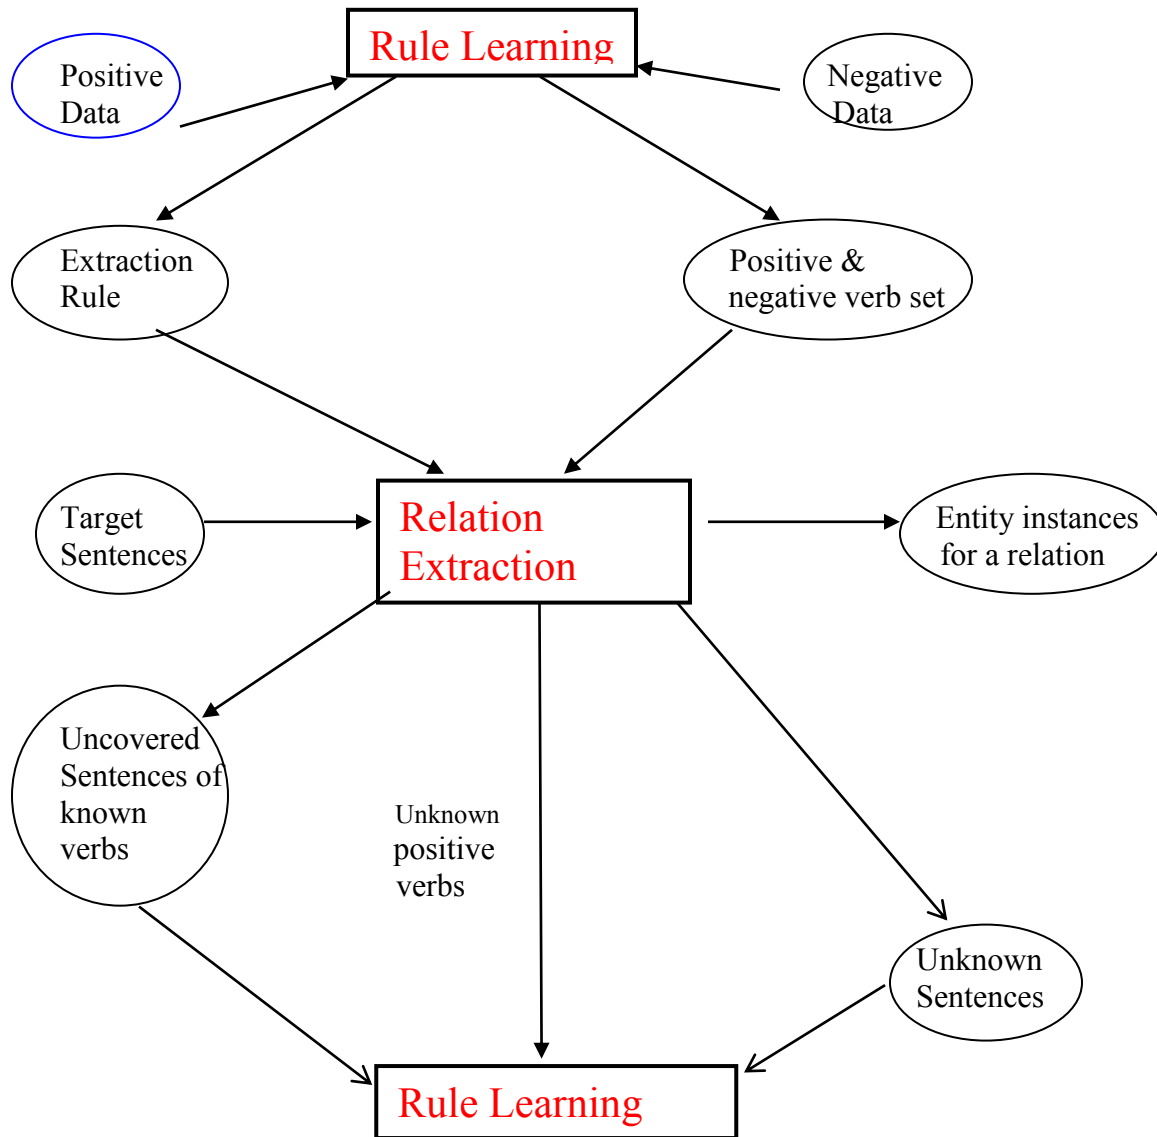 Rule Learning
Positive
Data
Negative
Data
Extraction
Rule
Positive &
negative verb set
Target
Sentences
Relation
Extraction
Entity instances
for a relation
Uncovered
Sentences of
known
verbs
Unknown
positive
verbs
Unknown
Sentences
Rule Learning